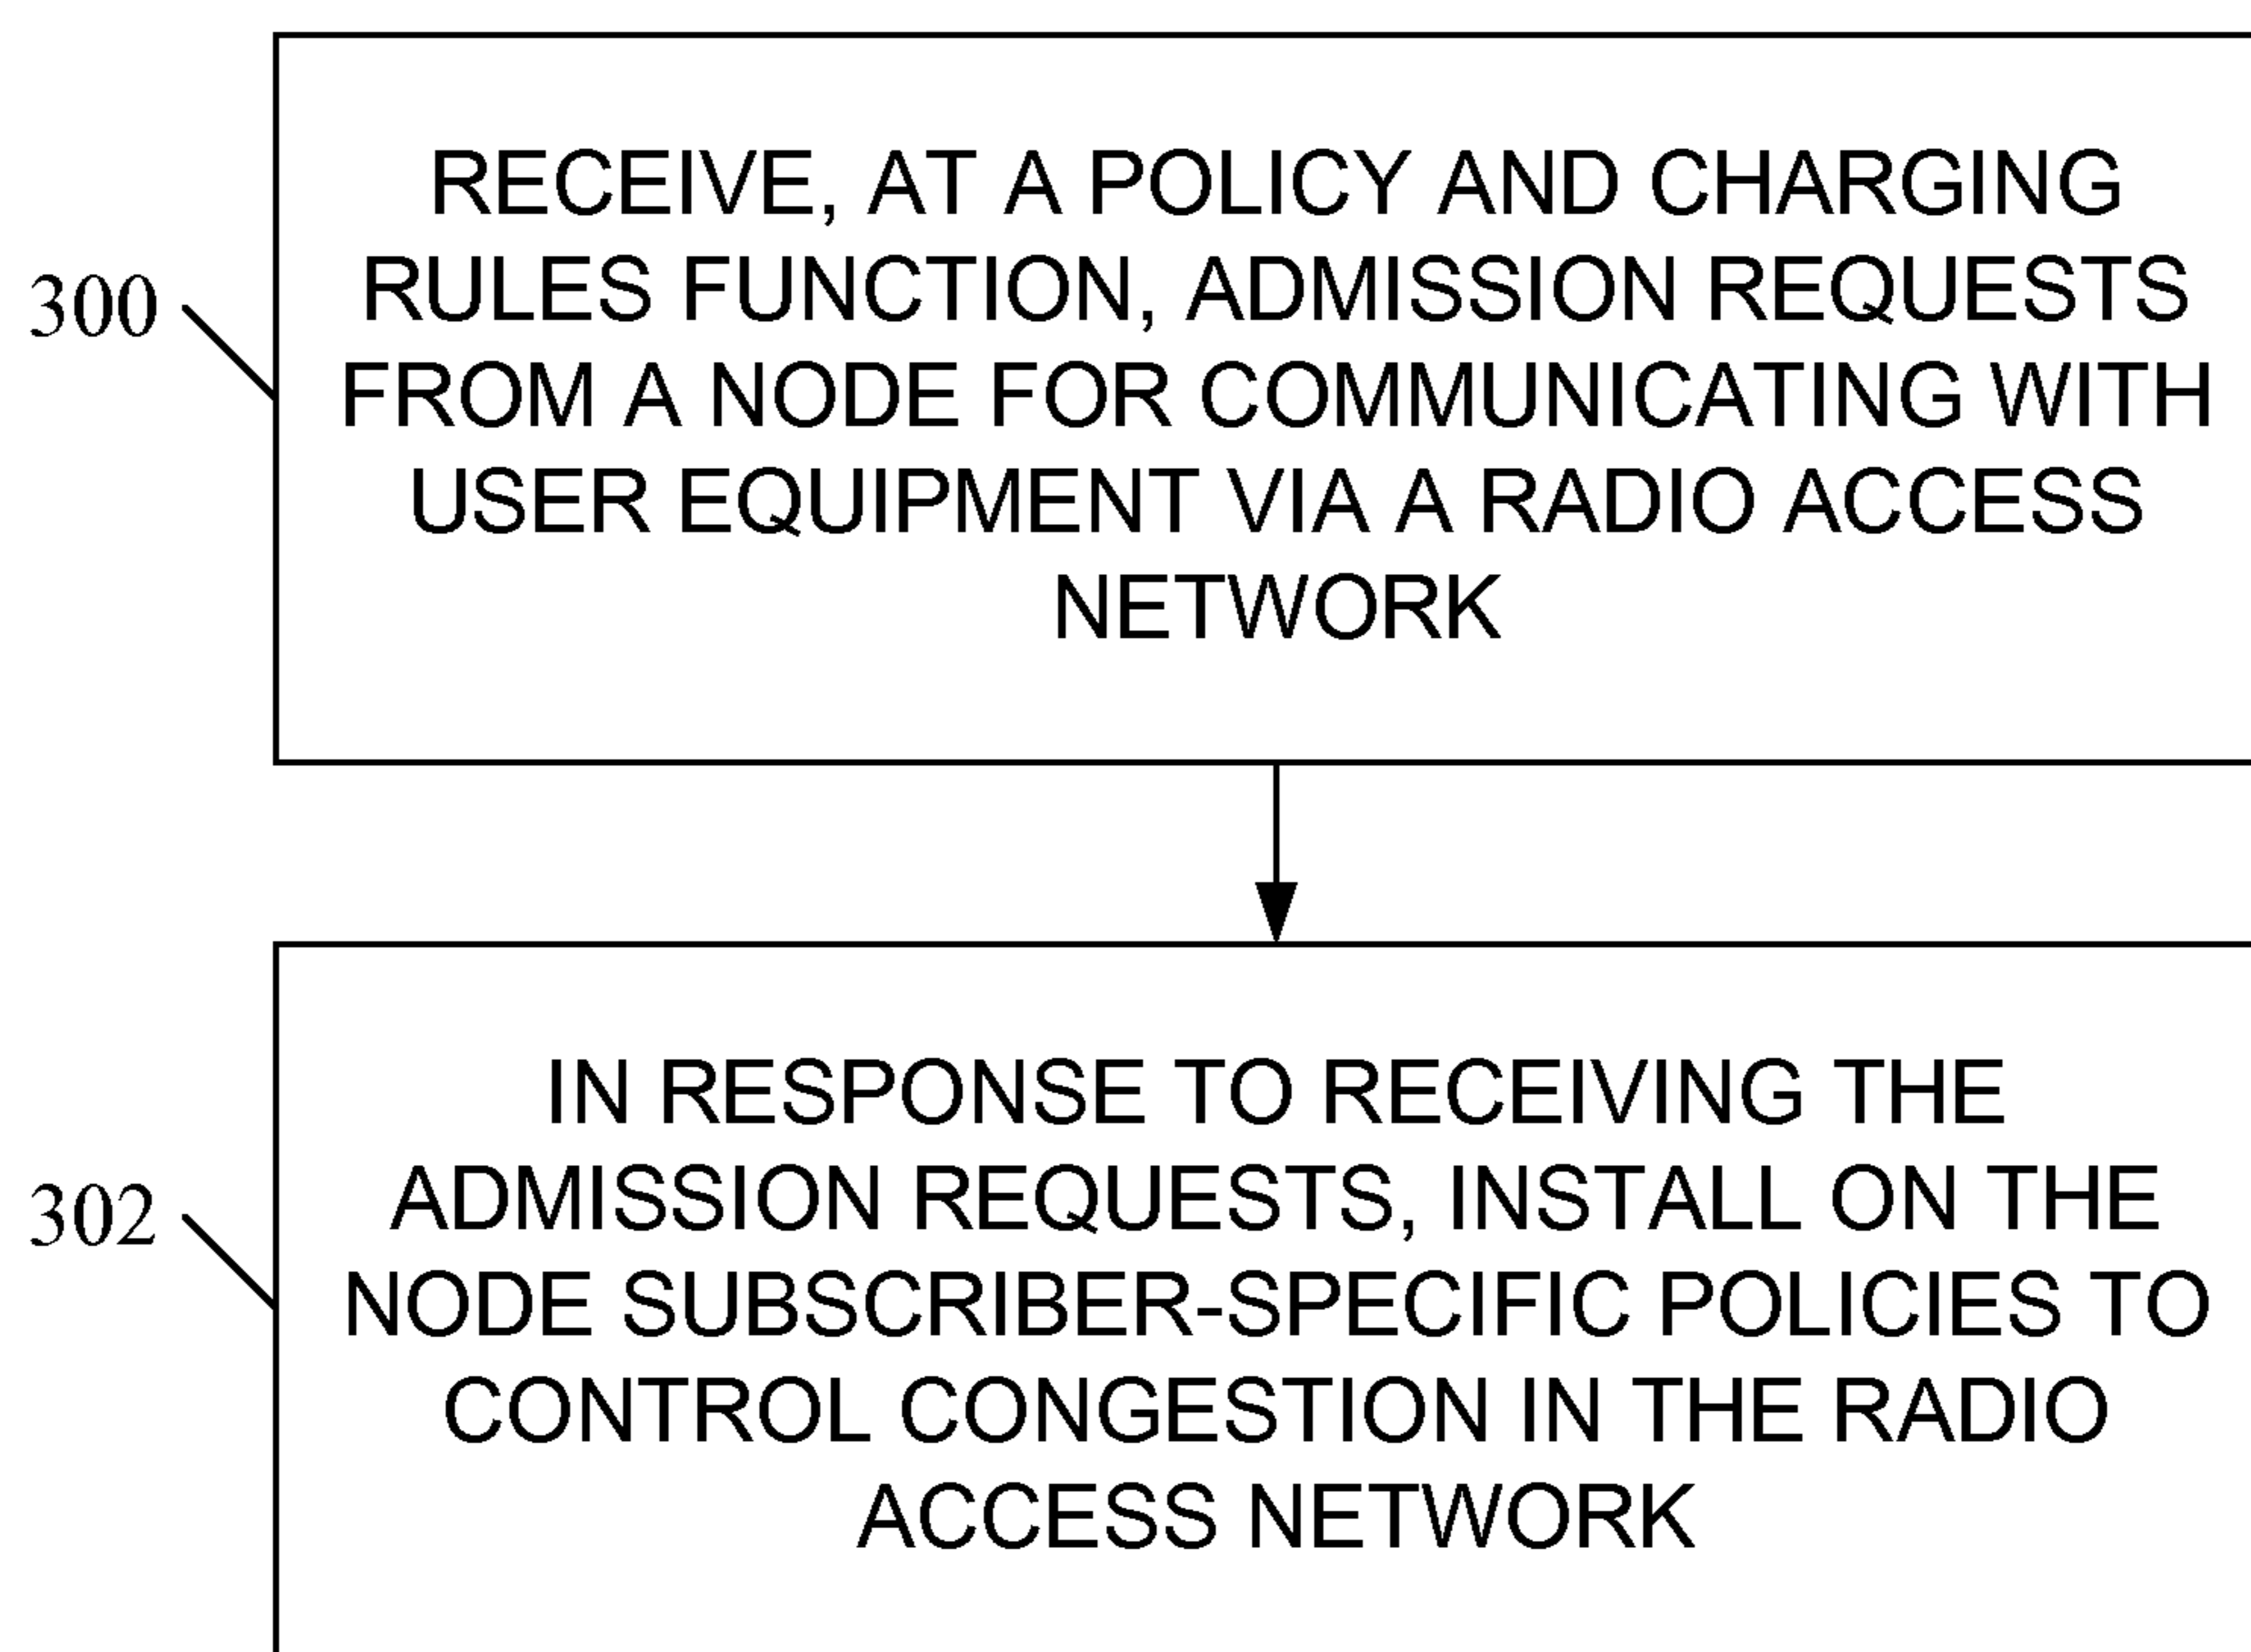 300
RECEIVE, AT A POLICY AND CHARGING
RULES FUNCTION, ADMISSION REQUESTS
FROM A NODE FOR COMMUNICATING WITH
USER EQUIPMENT VIA A RADIO ACCESS
NETWORK
302
IN RESPONSE TO RECEIVING THE
ADMISSION REQUESTS, INSTALL ON THE
NODE SUBSCRIBER-SPECIFIC POLICIES TO
CONTROL CONGESTION IN THE RADIO
ACCESS NETWORK